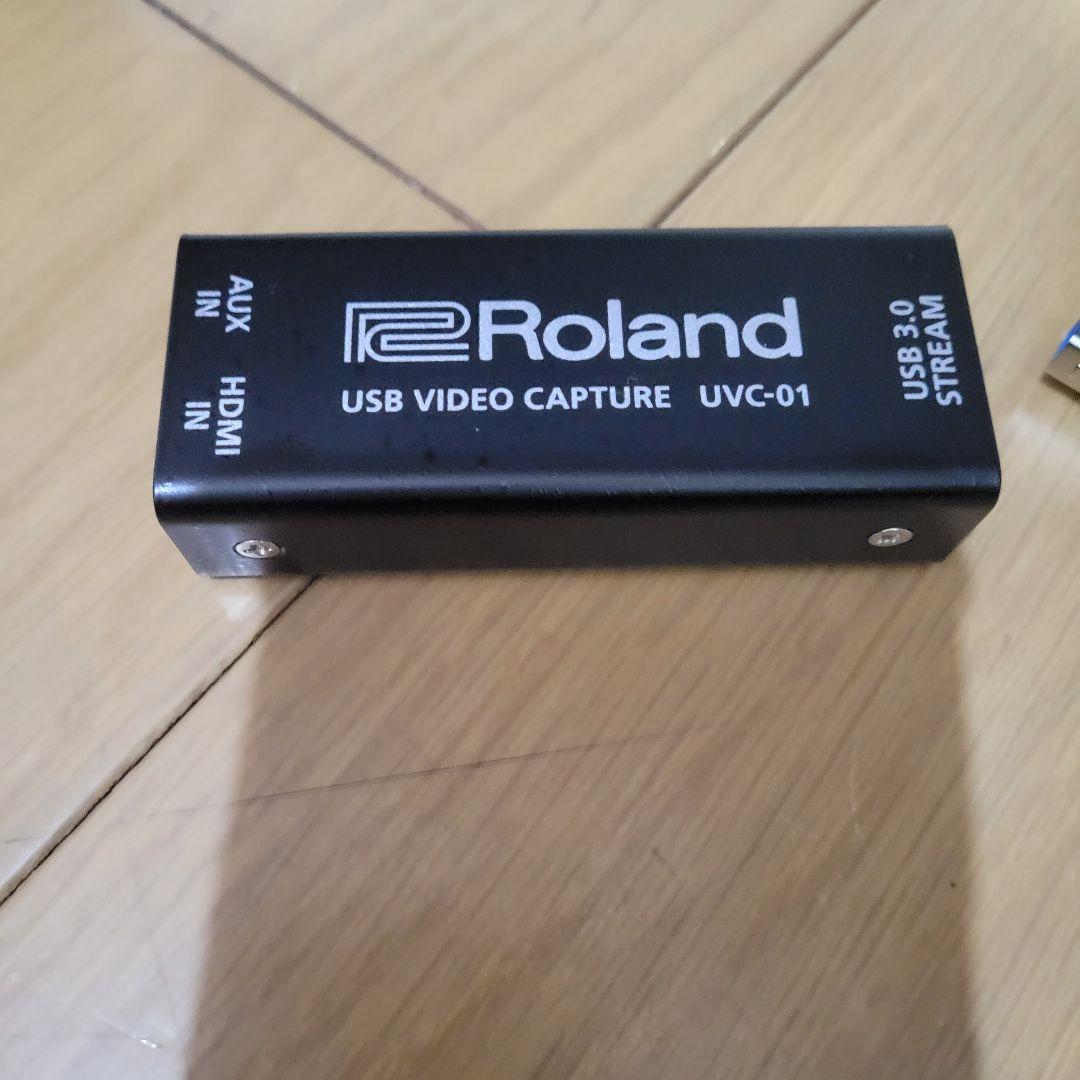 AUX
IN
HDMI
IN
Roland
USB VIDEO CAPTURE UVC-01
USB 3.0
STREAM